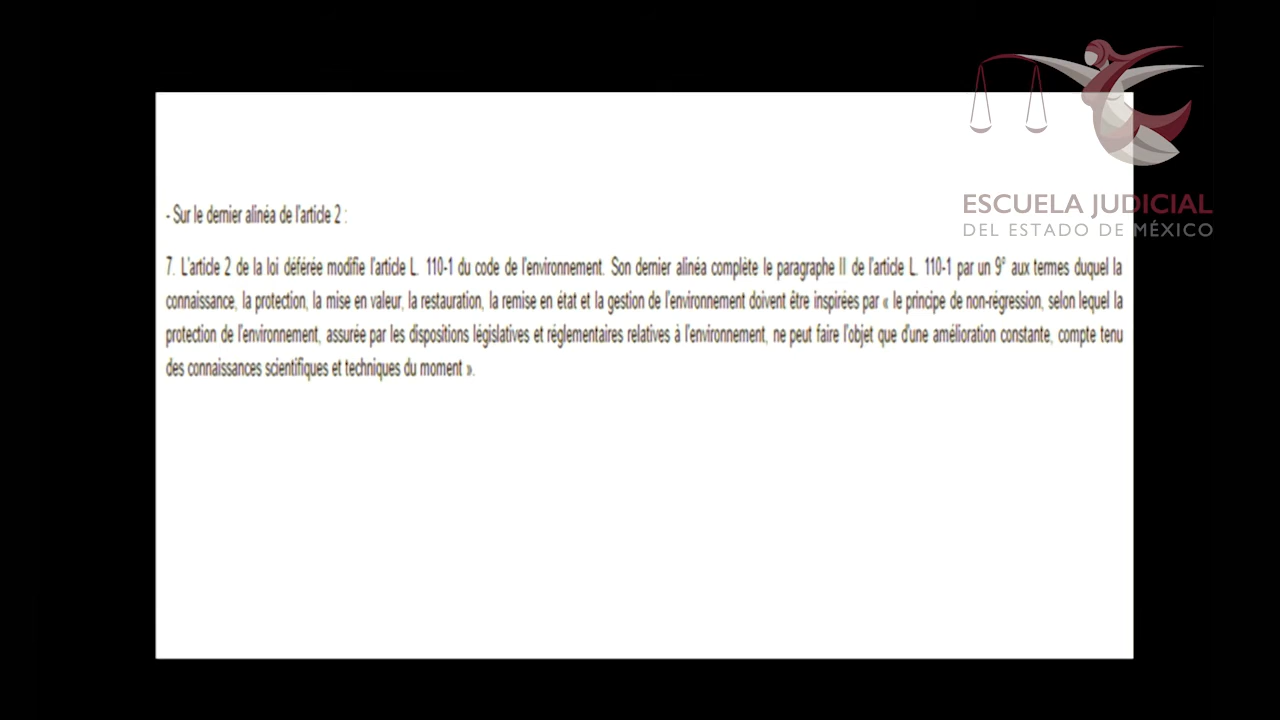 ESCUELA JUDICIAL
DEL ESTADO DE MÉXICO
- Sur le dernier alinéa de l'article 2 :
7. L'article 2 de la loi déférée modifie l'article L. 110-1 du code de l'environnement. Son dernier alinéa complète le paragraphe II de l'article L. 110-1 par un 9° aux termes duquel la
connaissance, la protection, la mise en valeur, la restauration, la remise en état et la gestion de l'environnement doivent être inspirées par « le principe de non-régression, selon lequel la
protection de l'environnement, assurée par les dispositions législatives et réglementaires relatives à l'environnement, ne peut faire l'objet que d'une amélioration constante, compte tenu
des connaissances scientifiques et techniques du moment ».